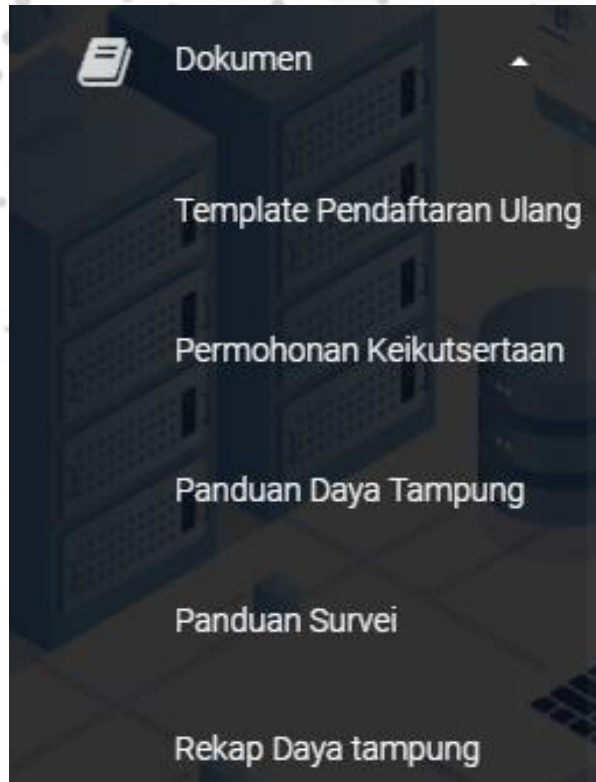 Dokumen
Template Pendaftaran Ulang
Permohonan Keikutsertaan
Panduan Daya Tampung
Panduan Survei
Rekap Daya tampung